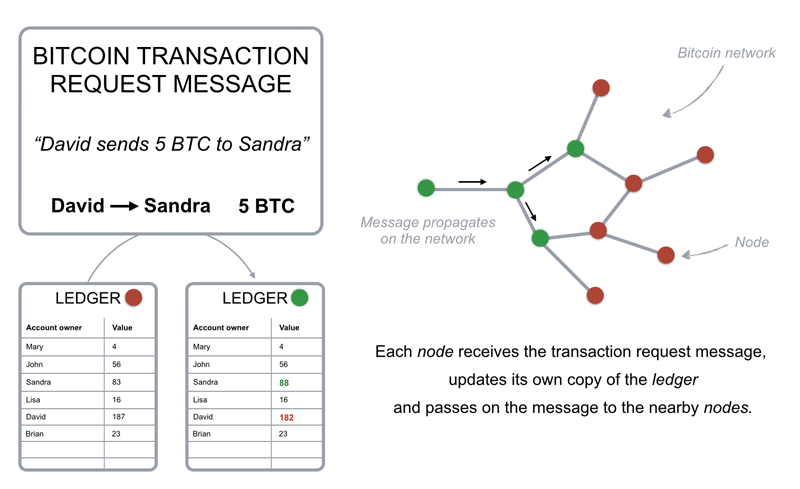 BITCOIN TRANSACTION
REQUEST MESSAGE
“David sends 5 BTC to Sandra”
David Sandra 5 BTC
LEDGER
Account owner Value
Mary 4
John 56
Sandra 83
Lisa 16
David 187
Brian 23
LEDGER
Account owner Value
Mary 4
John 56
Sandra 88
Lisa 16
David 182
Brian 23
Bitcoin network
Message propagates
on the network
Node
Each node receives the transaction request message,
updates its own copy of the ledger
and passes on the message to the nearby nodes.